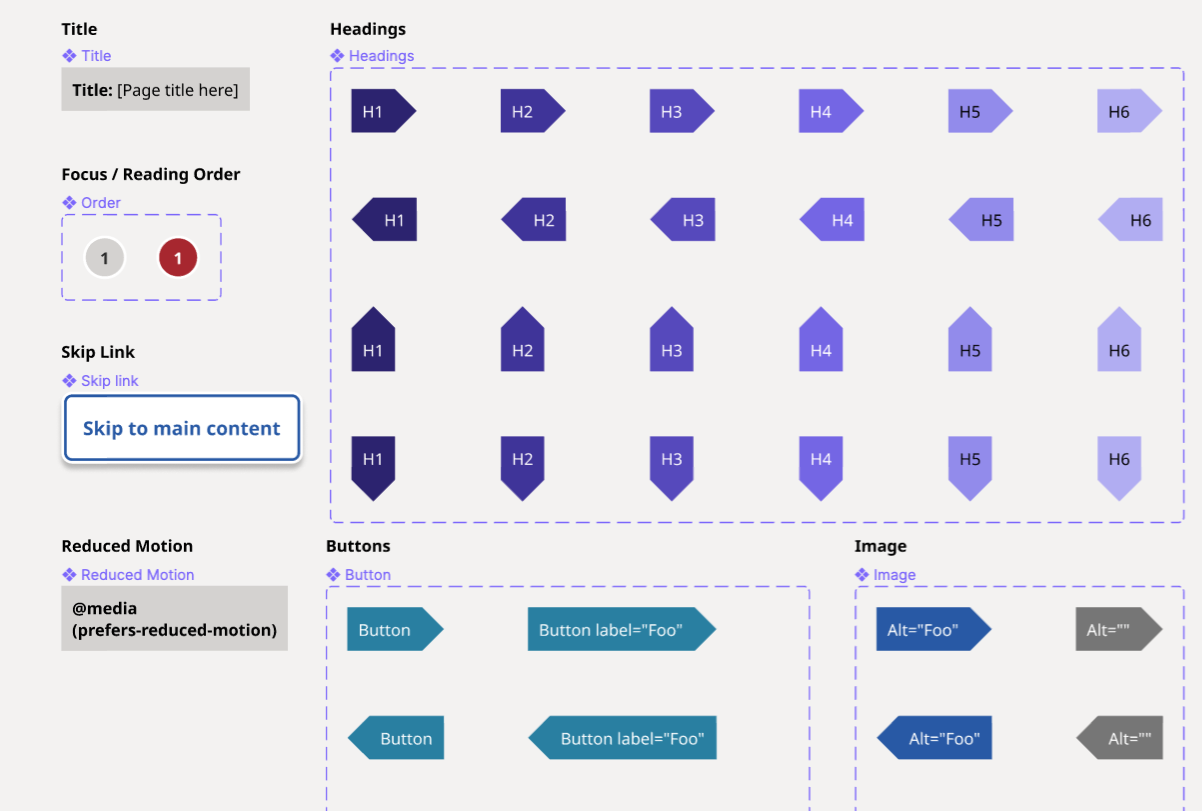 Title
Title
Title: [Page title here]
Focus / Reading Order
Order
1 1
Skip Link
Skip link
Skip to main content
Headings
Headings
H1 H2 H3 H4 H5 H6
H1 H2 H3 H4 H5 H6
H1 H2 H3 H4 H5 H6
H1 H2 H3 H4 H5 H6
Reduced Motion
Reduced Motion
@media
(prefers-reduced-motion)
Buttons
Button
Button Button label="Foo"
Button Button label="Foo"
Image
Image
Alt="Foo" Alt=""
Alt="Foo" Alt=""